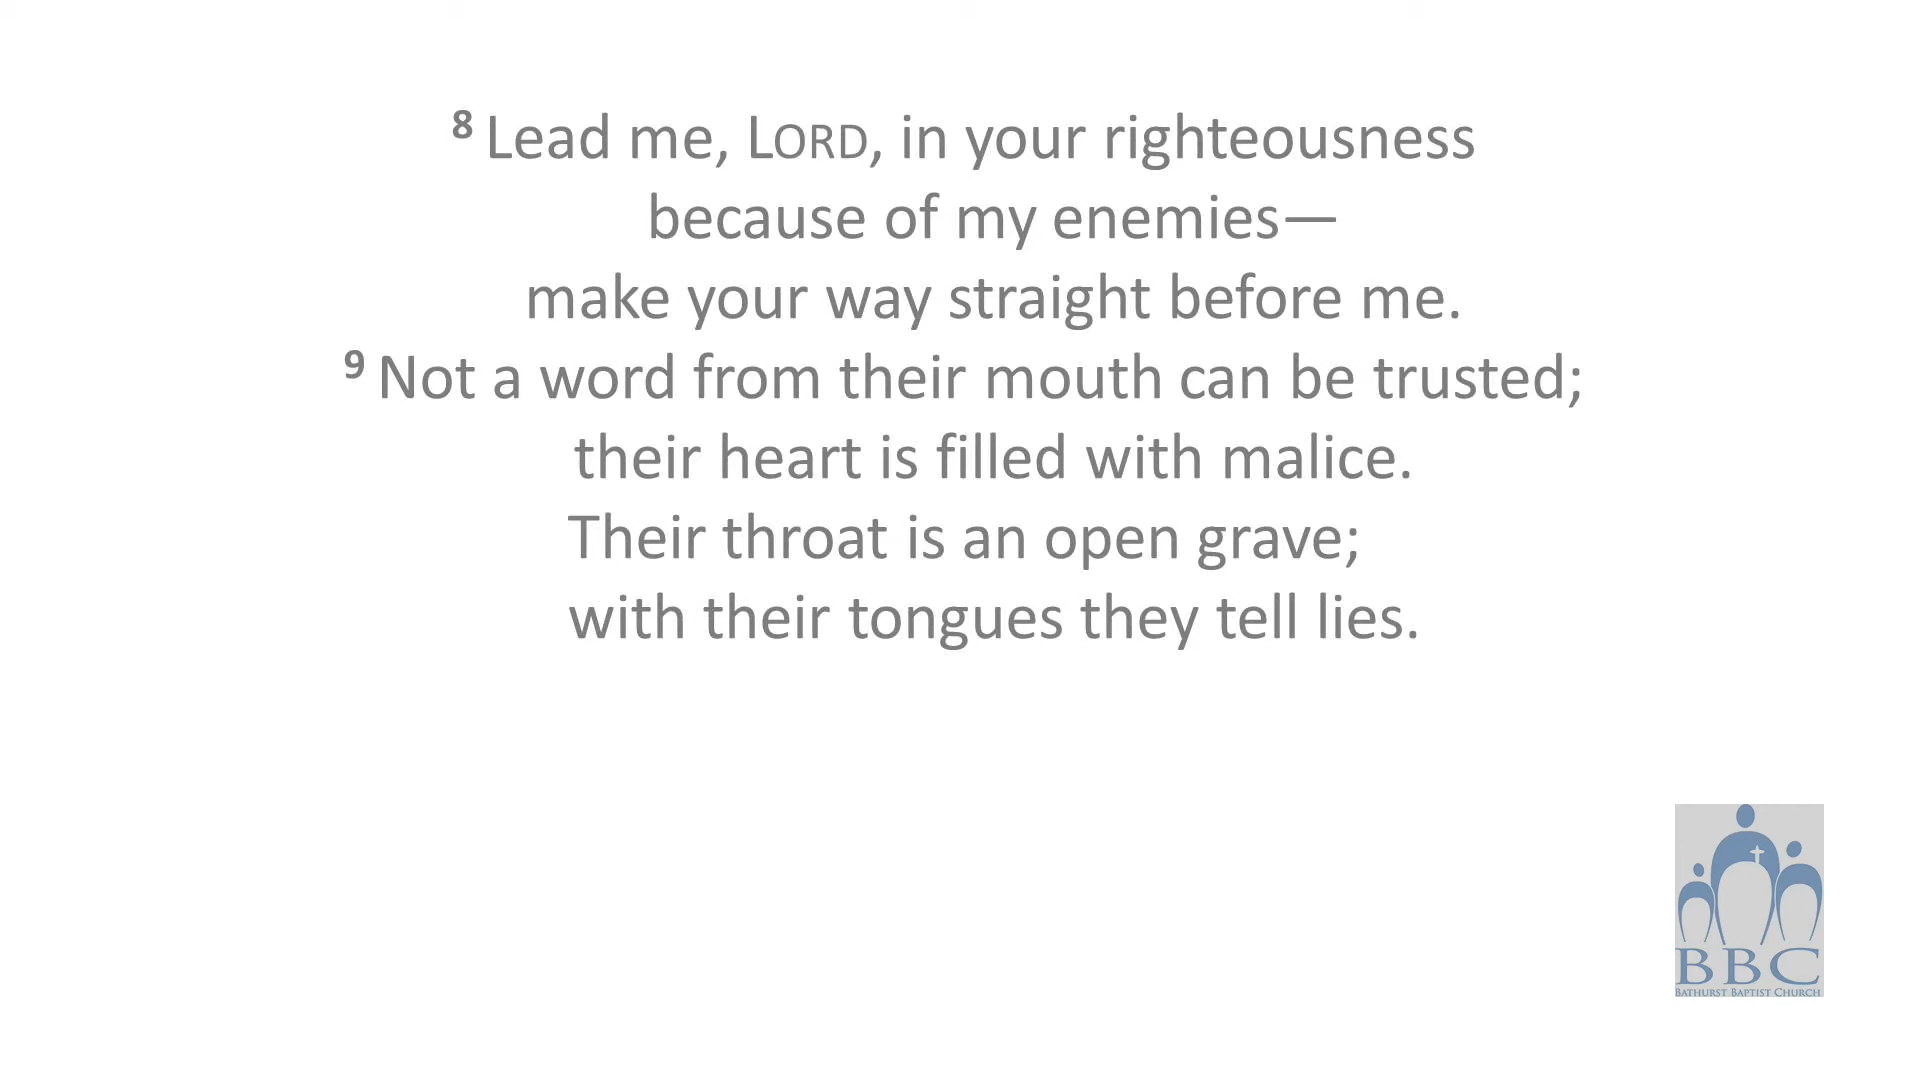 8 Lead me, LORD, in your righteousness
because of my enemies—
make your way straight before me.
9 Not a word from their mouth can be trusted;
their heart is filled with malice.
Their throat is an open grave;
with their tongues they tell lies.
BBC
BATHURST BAPTIST CHURCH